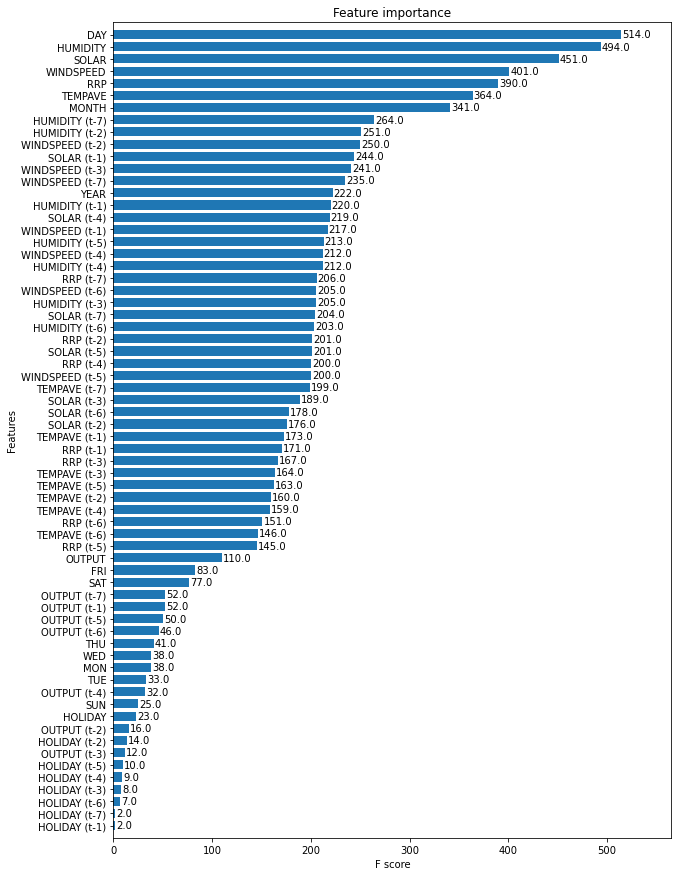 Feature importance
DAY 514.0
HUMIDITY 494.0
SOLAR 451.0
WINDSPEED 401.0
RRP 390.0
TEMPAVE 364.0
MONTH 341.0
HUMIDITY (t-7) 264.0
HUMIDITY (t-2) 251.0
WINDSPEED (t-2) 250.0
SOLAR (t-1) 244.0
WINDSPEED (t-3) 241.0
WINDSPEED (t-7) 235.0
YEAR 222.0
HUMIDITY (t-1) 220.0
SOLAR (t-4) 219.0
WINDSPEED (t-1) 217.0
HUMIDITY (t-5) 213.0
WINDSPEED (t-4) 212.0
HUMIDITY (t-4) 212.0
RRP (t-7) 206.0
WINDSPEED (t-6) 205.0
HUMIDITY (t-3) 205.0
SOLAR (t-7) 204.0
HUMIDITY (t-6) 203.0
RRP (t-2) 201.0
SOLAR (t-5) 201.0
RRP (t-4) 200.0
WINDSPEED (t-5) 200.0
TEMPAVE (t-7) 199.0
SOLAR (t-3) 189.0
SOLAR (t-6) 178.0
SOLAR (t-2) 176.0
TEMPAVE (t-1) 173.0
RRP (t-1) 171.0
RRP (t-3) 167.0
TEMPAVE (t-3) 164.0
TEMPAVE (t-5) 163.0
TEMPAVE (t-2) 160.0
TEMPAVE (t-4) 159.0
RRP (t-6) 151.0
TEMPAVE (t-6) 146.0
RRP (t-5) 145.0
OUTPUT 110.0
FRI 83.0
SAT 77.0
OUTPUT (t-7) 52.0
OUTPUT (t-1) 52.0
OUTPUT (t-5) 50.0
OUTPUT (t-6) 46.0
THU 41.0
WED 38.0
MON 38.0
TUE 33.0
OUTPUT (t-4) 32.0
SUN 25.0
HOLIDAY 23.0
OUTPUT (t-2) 16.0
HOLIDAY (t-2) 14.0
OUTPUT (t-3) 12.0
HOLIDAY (t-5) 10.0
HOLIDAY (t-4) 9.0
HOLIDAY (t-3) 8.0
HOLIDAY (t-6) 7.0
HOLIDAY (t-7) 2.0
HOLIDAY (t-1) 2.0
Features
0 100 200 300 400 500
F score